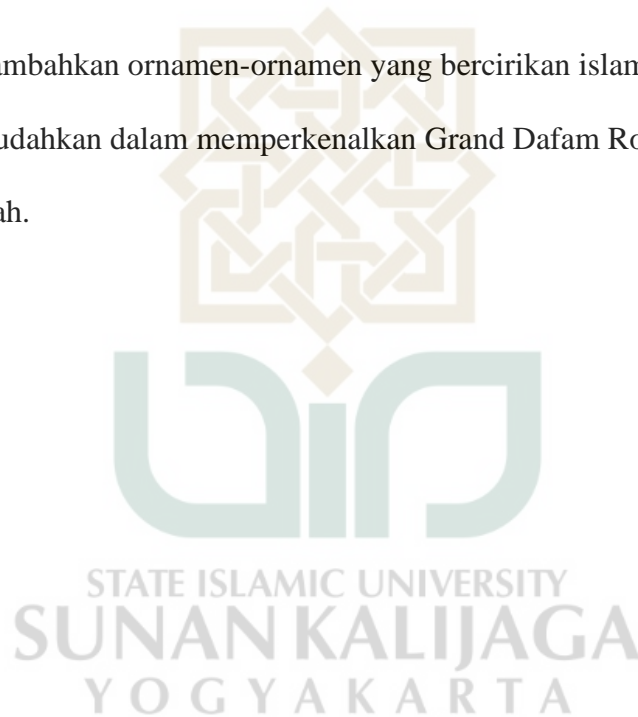 ambahkan ornamen-ornamen yang bercirikan islam
udahkan dalam memperkenalkan Grand Dafam Ro
ah.
STATE ISLAMIC UNIVERSITY
SUNAN KALIJAGA
YOGYAKARTA